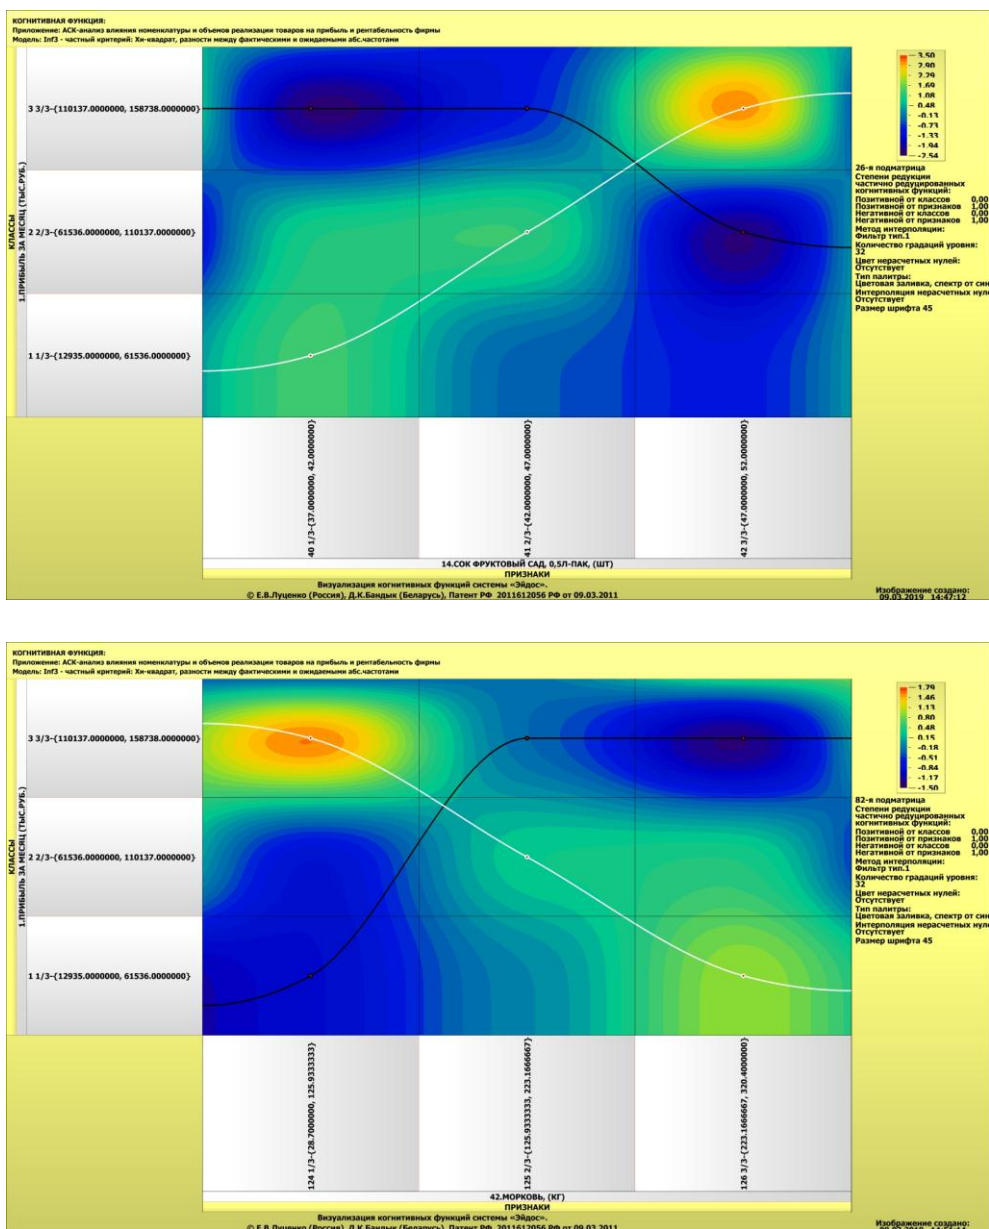 КОГНИТИВНАЯ ФУНКЦИЯ:
Приложение: АСК-анализ влияния номенклатуры и объемов реализации товаров на прибыль и рентабельность фирмы
Модель: Inf3 - частный критерий: Хи-квадрат, разности между фактическими и ожидаемыми абс.частотами
КЛАССЫ
1.ПРИБЫЛЬ ЗА МЕСЯЦ (ТЫС.РУБ.)
3 3/3-{110137.0000000, 158738.0000000}
2 2/3-{61536.0000000, 110137.0000000}
1 1/3-{12935.0000000, 61536.0000000}
3.50
2.90
2.29
1.69
1.08
0.48
-0.13
-0.73
-1.33
-1.94
-2.54
26-я подматрица
Степени редукции
частично редуцированных
когнитивных функций:
Позитивной от классов 0,00
Позитивной от признаков 1,00
Негативной от классов 0,00
Негативной от признаков 1,00
Метод интерполяции:
Фильтр тип.1
Количество градаций уровня:
32
Цвет нерасчетных нулей:
Отсутствует
Тип палитры:
Цветовая заливка, спектр от син
Интерполяция нерасчетных нуле
Отсутствует
Размер шрифта 45
40 1/3-{37.0000000, 42.0000000}
41 2/3-{42.0000000, 47.0000000}
42 3/3-{47.0000000, 52.0000000}
14.СОК ФРУКТОВЫЙ САД, 0,5Л-ПАК, (ШТ)
ПРИЗНАКИ
Визуализация когнитивных функций системы «Эйдос».
© Е.В.Луценко (Россия), Д.К.Бандык (Беларусь), Патент РФ 2011612056 РФ от 09.03.2011
Изображение создано:
09.03.2019 14:47:12
КОГНИТИВНАЯ ФУНКЦИЯ:
Приложение: АСК-анализ влияния номенклатуры и объемов реализации товаров на прибыль и рентабельность фирмы
Модель: Inf3 - частный критерий: Хи-квадрат, разности между фактическими и ожидаемыми абс.частотами
КЛАССЫ
1.ПРИБЫЛЬ ЗА МЕСЯЦ (ТЫС.РУБ.)
3 3/3-{110137.0000000, 158738.0000000}
2 2/3-{61536.0000000, 110137.0000000}
1 1/3-{12935.0000000, 61536.0000000}
1.79
1.46
1.13
0.80
0.48
0.15
-0.18
-0.51
-0.84
-1.17
-1.50
82-я подматрица
Степени редукции
частично редуцированных
когнитивных функций:
Позитивной от классов 0,00
Позитивной от признаков 1,00
Негативной от классов 0,00
Негативной от признаков 1,00
Метод интерполяции:
Фильтр тип.1
Количество градаций уровня:
32
Цвет нерасчетных нулей:
Отсутствует
Тип палитры:
Цветовая заливка, спектр от син
Интерполяция нерасчетных нуле
Отсутствует
Размер шрифта 45
124 1/3-{28.7000000, 125.9333333}
125 2/3-{125.9333333, 223.1666667}
126 3/3-{223.1666667, 320.4000000}
42.МОРКОВЬ, (КГ)
ПРИЗНАКИ
Визуализация когнитивных функций системы «Эйдос».
© Е.В.Луценко (Россия), Д.К.Бандык (Беларусь), Патент РФ 2011612056 РФ от 09.03.2011
Изображение создано: